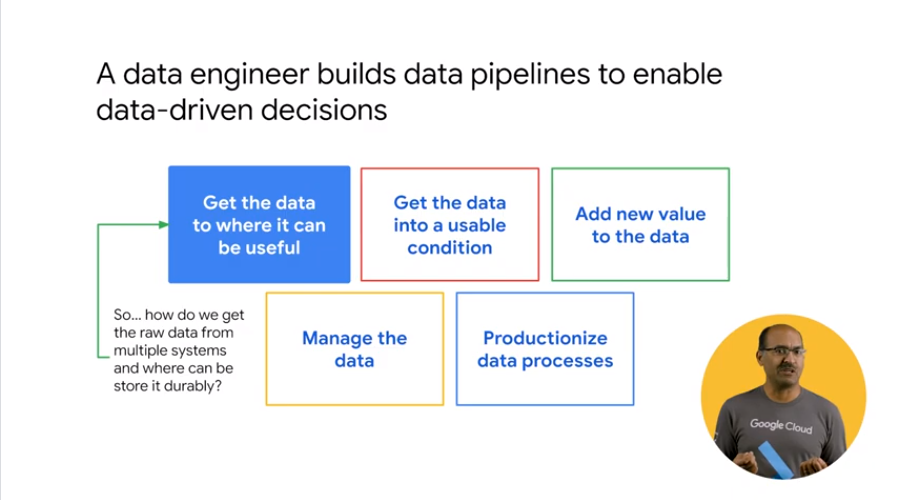 A data engineer builds data pipelines to enable
data-driven decisions
Get the data
to where it can
be useful
Get the data
into a usable
condition
Add new value
to the data
So... how do we get
the raw data from
multiple systems
and where can be
store it durably?
Manage the
data
Productionize
data processes
Google Cloud